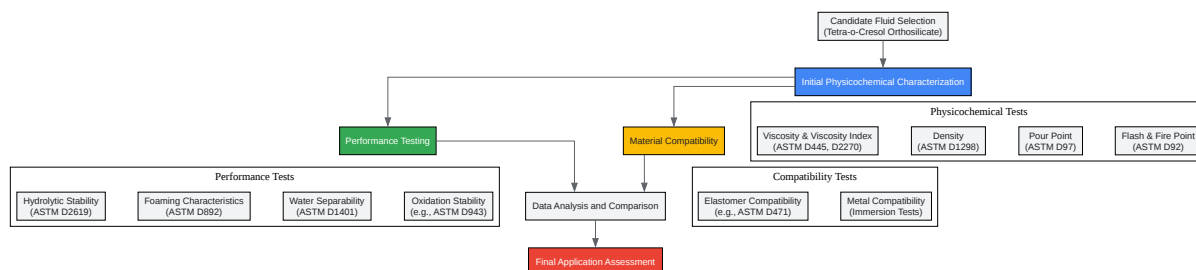 Candidate Fluid Selection
(Tetra-o-Cresol Orthosilicate)
Initial Physicochemical Characterization
Physicochemical Tests
Viscosity & Viscosity Index
(ASTM D445, D2270)
Density
(ASTM D1298)
Pour Point
(ASTM D97)
Flash & Fire Point
(ASTM D92)
Performance Testing
Material Compatibility
Performance Tests
Hydrolytic Stability
(ASTM D2619)
Foaming Characteristics
(ASTM D892)
Water Separability
(ASTM D1401)
Oxidation Stability
(e.g., ASTM D943)
Data Analysis and Comparison
Compatibility Tests
Elastomer Compatibility
(e.g., ASTM D471)
Metal Compatibility
(Immersion Tests)
Final Application Assessment